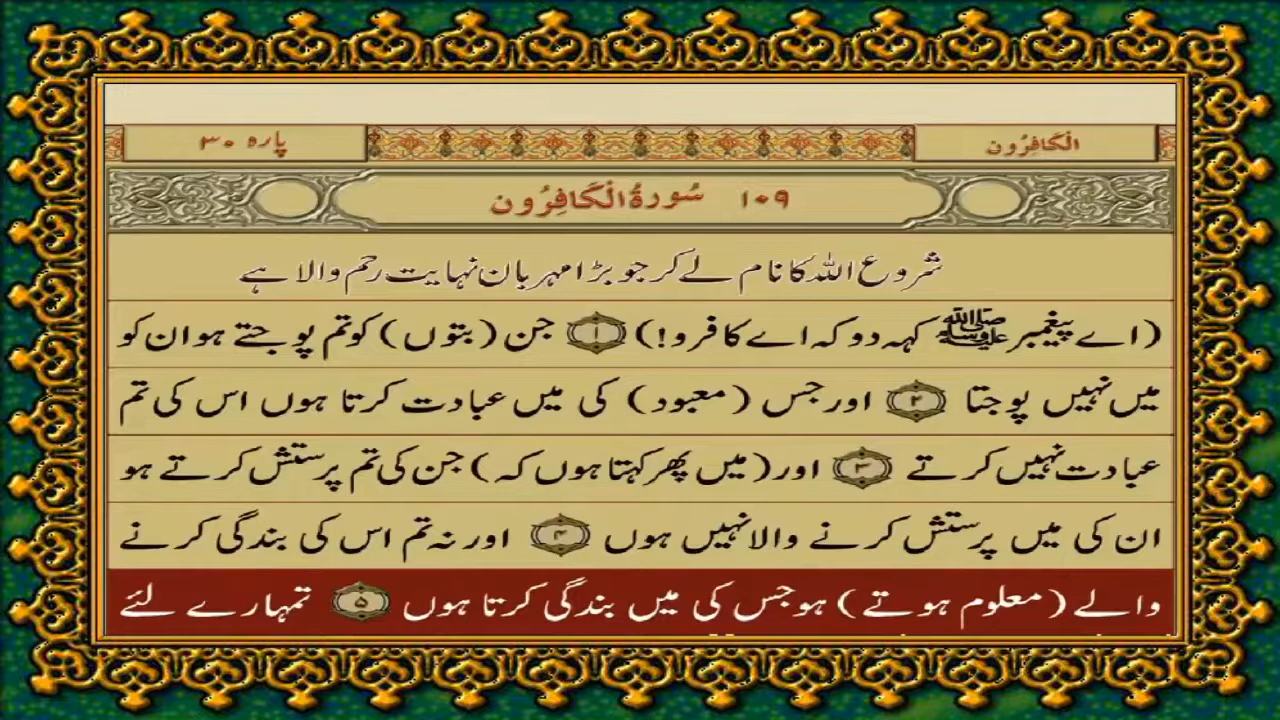 الْكَافِرُون پارہ ۳۰
۱۰۹ سُورۃُ الْكَافِرُون
شروع اللہ کا نام لے کر جو بڑا مہربان نہایت رحم والا ہے
(اے پیغمبر ﷺ کہہ دو کہ اے کافرو!) ۱ جن (بتوں) کو تم پوجتے ہو ان کو
میں نہیں پوجتا ۲ اور جس (معبود) کی میں عبادت کرتا ہوں اس کی تم
عبادت نہیں کرتے ۳ اور (میں پھر کہتا ہوں کہ) جن کی تم پرستش کرتے ہو
ان کی میں پرستش کرنے والا نہیں ہوں ۴ اور نہ تم اس کی بندگی کرنے
والے (معلوم ہوتے) ہو جس کی میں بندگی کرتا ہوں ۵ تمہارے لئے